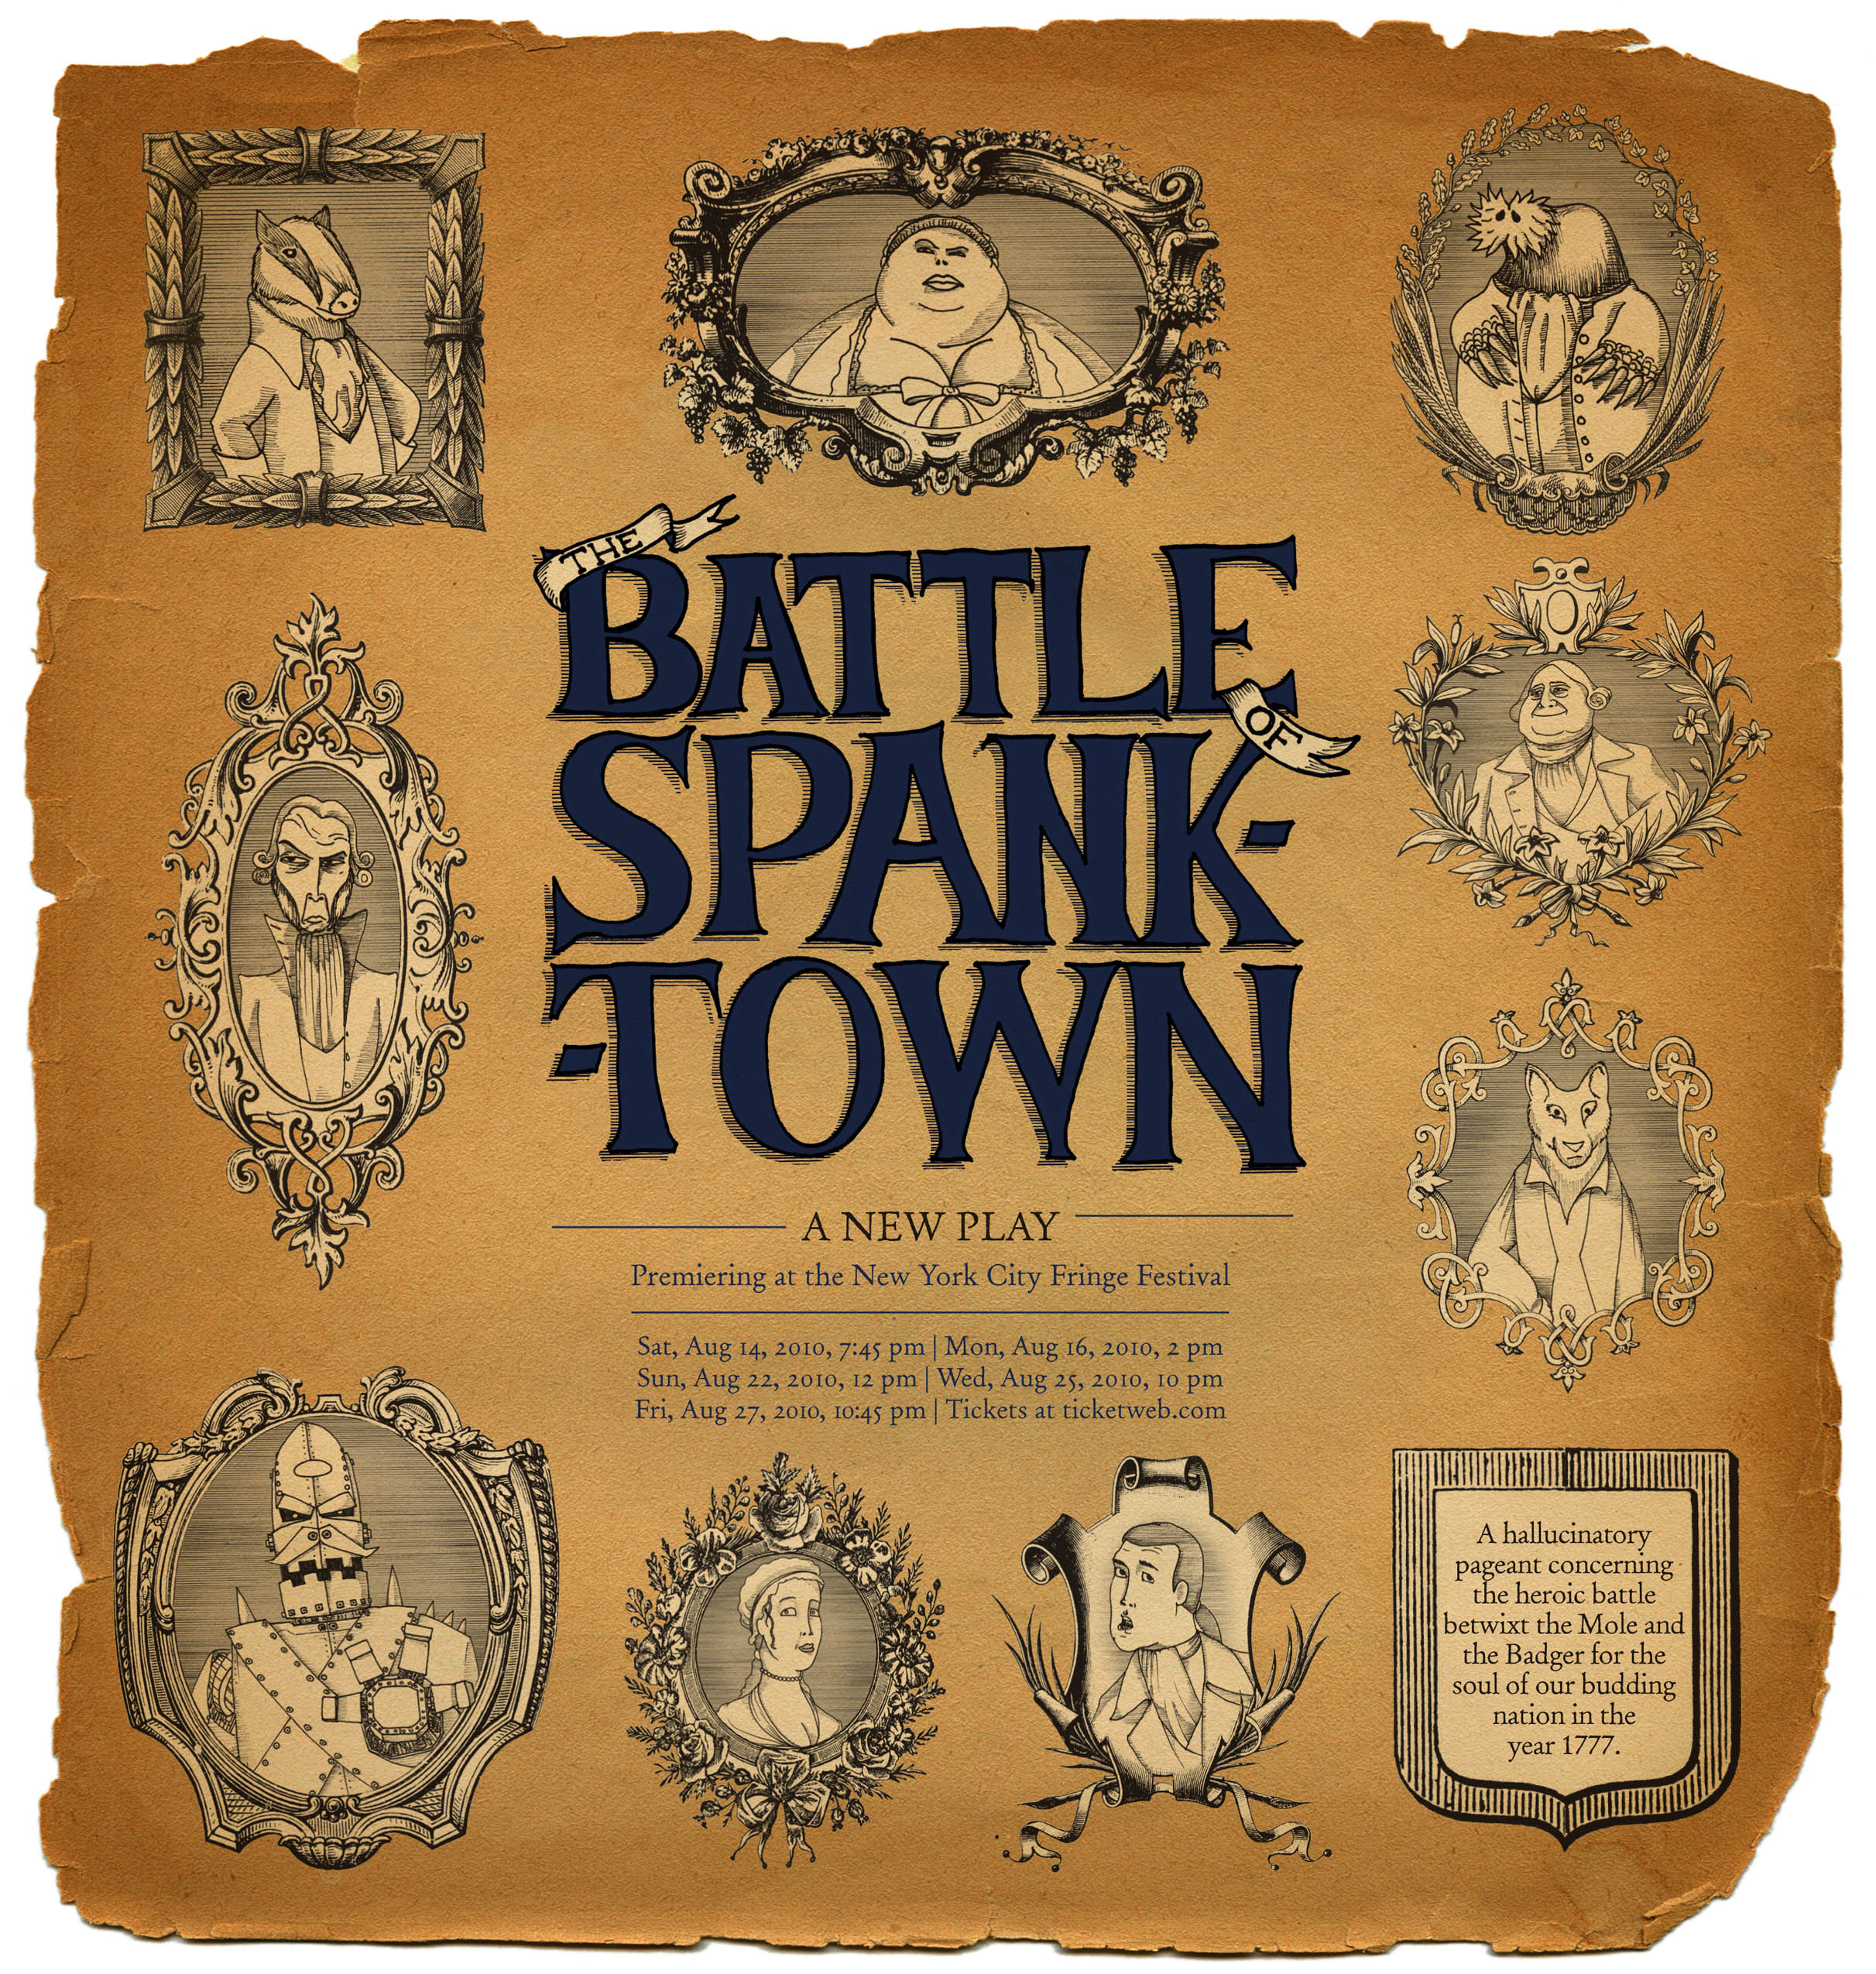 THE
BATTLE
OF
SPANK-
-TOWN
A NEW PLAY
Premiering at the New York City Fringe Festival
Sat, Aug 14, 2010, 7:45 pm | Mon, Aug 16, 2010, 2 pm
Sun, Aug 22, 2010, 12 pm | Wed, Aug 25, 2010, 10 pm
Fri, Aug 27, 2010, 10:45 pm | Tickets at ticketweb.com
A hallucinatory
pageant concerning
the heroic battle
betwixt the Mole and
the Badger for the
soul of our budding
nation in the
year 1777.